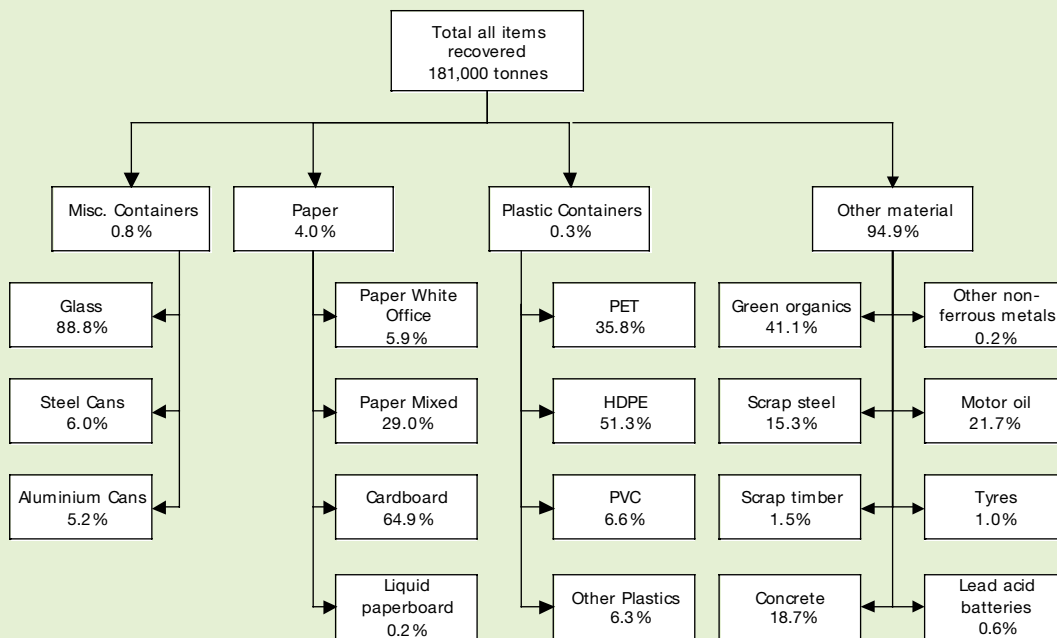 Total all items
recovered
181,000 tonnes
Misc. Containers
0.8%
Paper
4.0%
Plastic Containers
0.3%
Other material
94.9%
Glass
88.8%
Steel Cans
6.0%
Aluminium Cans
5.2%
Paper White
Office
5.9%
Paper Mixed
29.0%
Cardboard
64.9%
Liquid
paperboard
0.2%
PET
35.8%
HDPE
51.3%
PVC
6.6%
Other Plastics
6.3%
Green organics
41.1%
Scrap steel
15.3%
Scrap timber
1.5%
Concrete
18.7%
Other non-
ferrous metals
0.2%
Motor oil
21.7%
Tyres
1.0%
Lead acid
batteries
0.6%